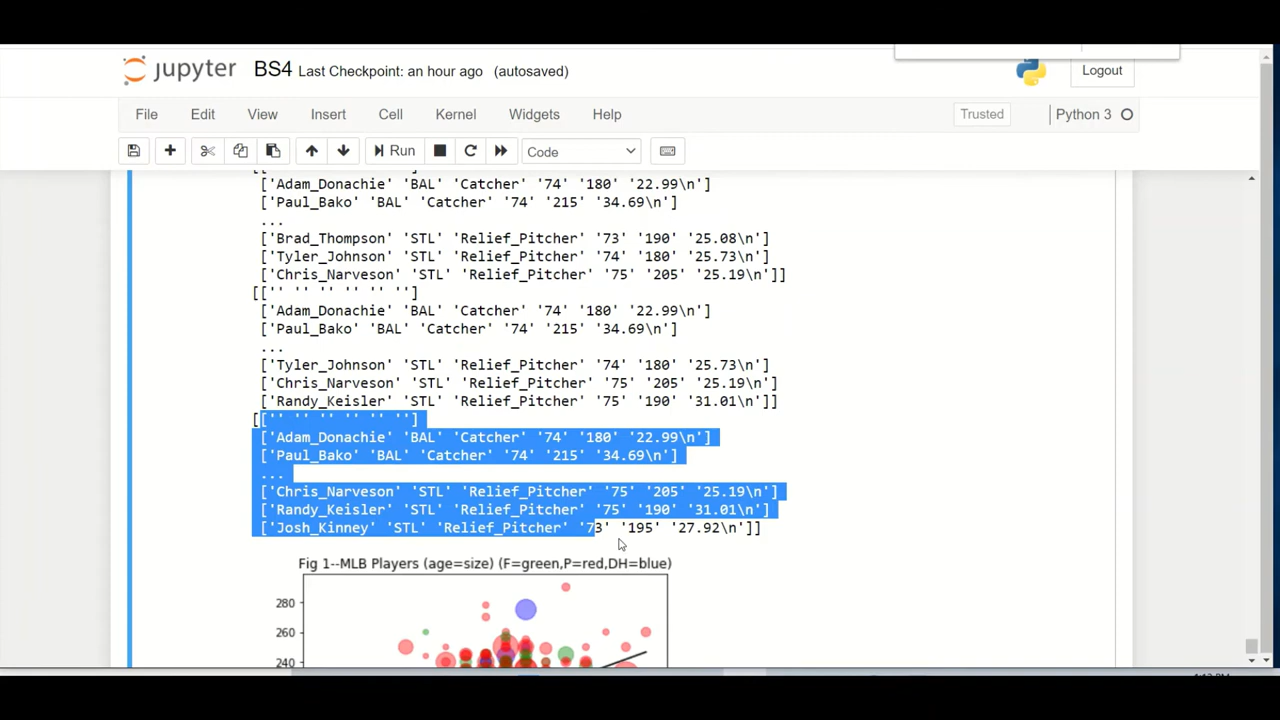 jupyter BS4 Last Checkpoint: an hour ago (autosaved) Logout
File Edit View Insert Cell Kernel Widgets Help Trusted Python 3
Run Code
['Adam_Donachie' 'BAL' 'Catcher' '74' '180' '22.99\n']
['Paul_Bako' 'BAL' 'Catcher' '74' '215' '34.69\n']
...
['Brad_Thompson' 'STL' 'Relief_Pitcher' '73' '190' '25.08\n']
['Tyler_Johnson' 'STL' 'Relief_Pitcher' '74' '180' '25.73\n']
['Chris_Narveson' 'STL' 'Relief_Pitcher' '75' '205' '25.19\n']]
[['' '' '' '' '' '']
['Adam_Donachie' 'BAL' 'Catcher' '74' '180' '22.99\n']
['Paul_Bako' 'BAL' 'Catcher' '74' '215' '34.69\n']
...
['Tyler_Johnson' 'STL' 'Relief_Pitcher' '74' '180' '25.73\n']
['Chris_Narveson' 'STL' 'Relief_Pitcher' '75' '205' '25.19\n']
['Randy_Keisler' 'STL' 'Relief_Pitcher' '75' '190' '31.01\n']]
[['' '' '' '' '' '']
['Adam_Donachie' 'BAL' 'Catcher' '74' '180' '22.99\n']
['Paul_Bako' 'BAL' 'Catcher' '74' '215' '34.69\n']
...
['Chris_Narveson' 'STL' 'Relief_Pitcher' '75' '205' '25.19\n']
['Randy_Keisler' 'STL' 'Relief_Pitcher' '75' '190' '31.01\n']
['Josh_Kinney' 'STL' 'Relief_Pitcher' '73' '195' '27.92\n']]
Fig 1--MLB Players (age=size) (F=green,P=red,DH=blue)
280
260
240